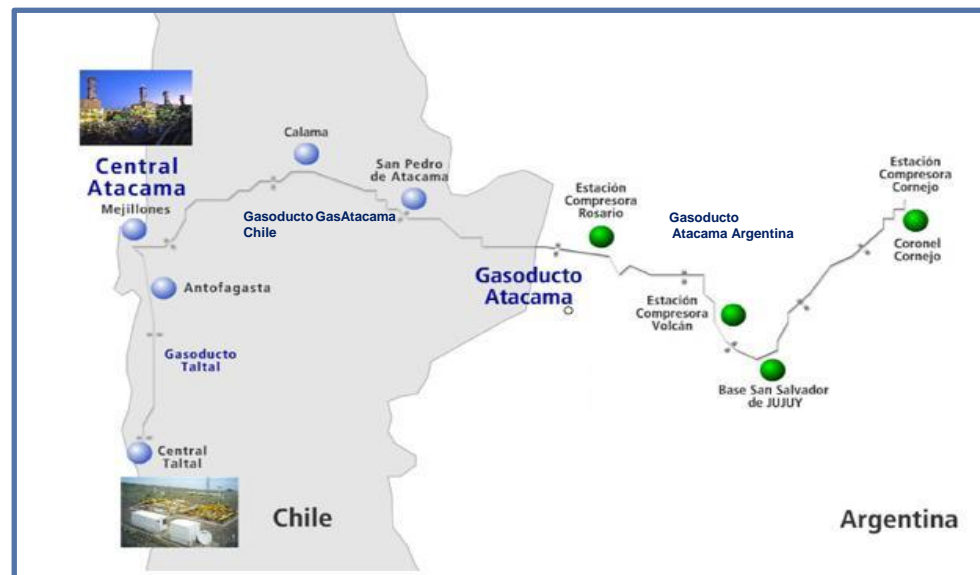 Central
Atacama
Mejillones
Calama
San Pedro
de Atacama
Gasoducto GasAtacama
Chile
Antofagasta
Gasoducto
Taltal
Central
Taltal
Chile
Gasoducto
Atacama
Estación
Compresora
Rosario
Gasoducto
Atacama Argentina
Estación
Compresora
Cornejo
Coronel
Cornejo
Estación
Compresora
Volcán
Base San Salvador
de JUJUY
Argentina